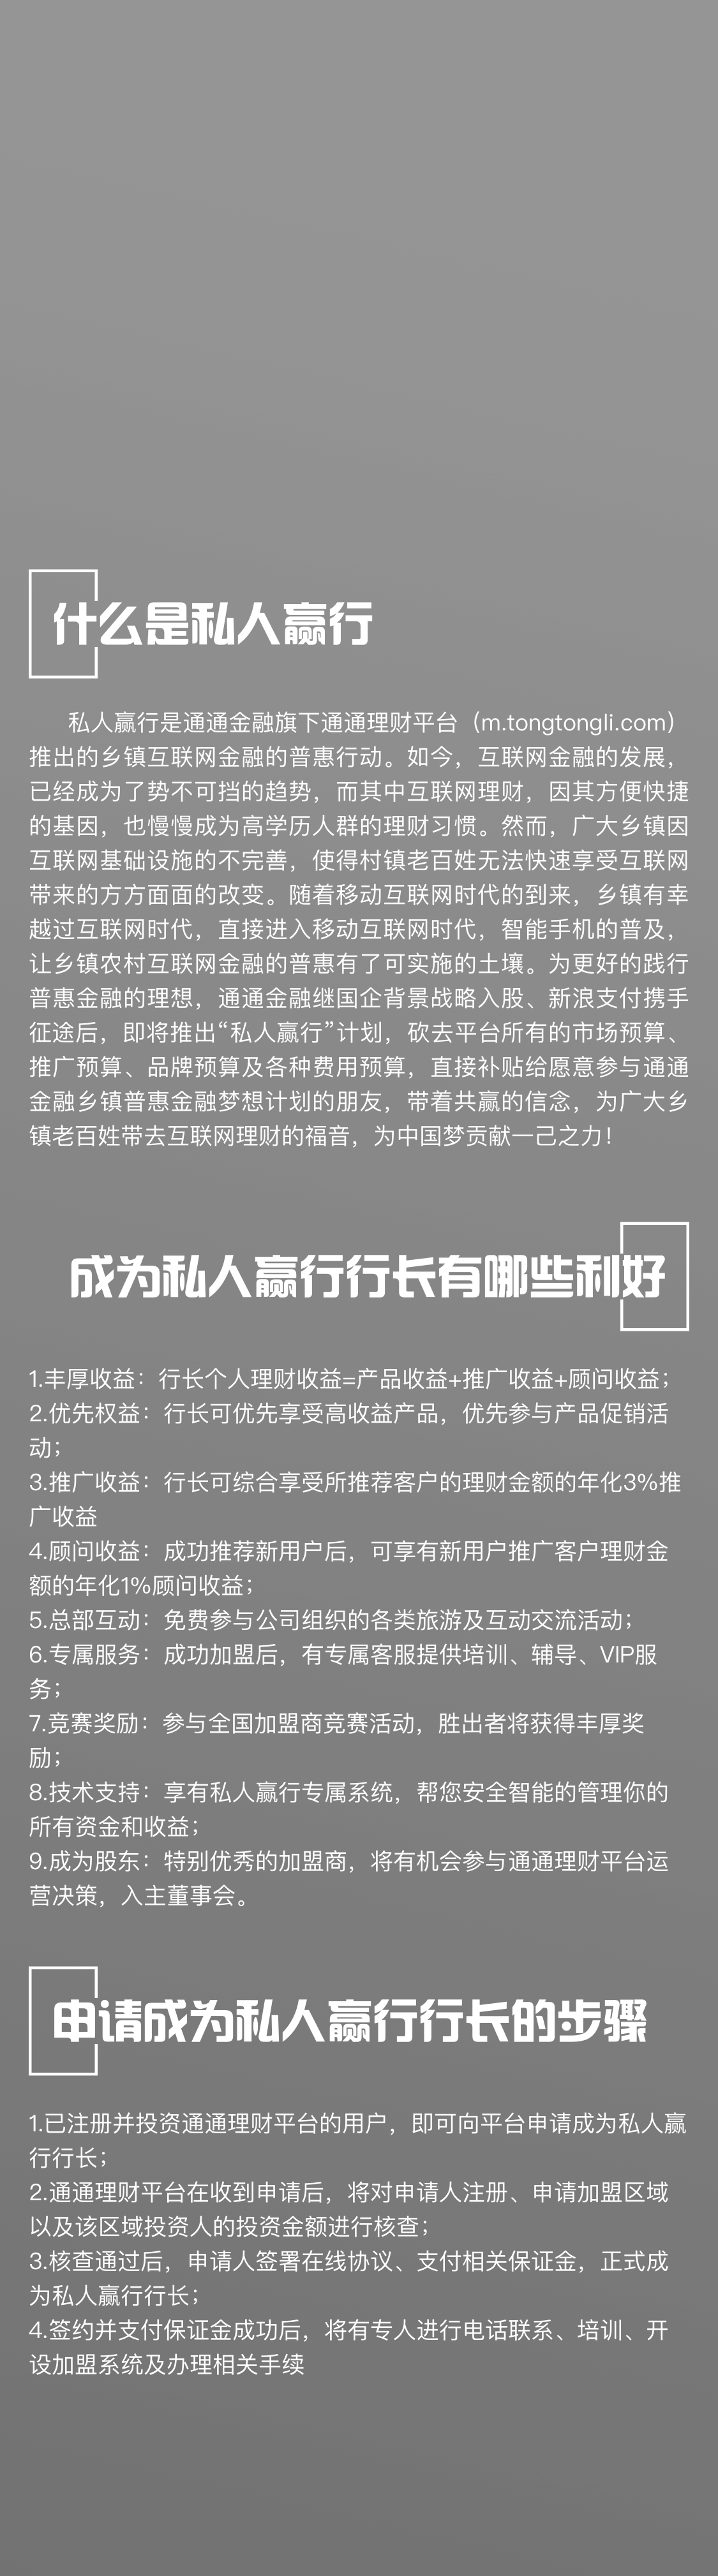 什么是私人赢行
私人赢行是通通金融旗下通通理财平台（m.tongtongli.com）
推出的乡镇互联网金融的普惠行动。如今，互联网金融的发展，
已经成为了势不可挡的趋势，而其中互联网理财，因其方便快捷
的基因，也慢慢成为高学历人群的理财习惯。然而，广大乡镇因
互联网基础设施的不完善，使得村镇老百姓无法快速享受互联网
带来的方方面面的改变。随着移动互联网时代的到来，乡镇有幸
越过互联网时代，直接进入移动互联网时代，智能手机的普及，
让乡镇农村互联网金融的普惠有了可实施的土壤。为更好的践行
普惠金融的理想，通通金融继国企背景战略入股、新浪支付携手
征途后，即将推出“私人赢行”计划，砍去平台所有的市场预算、
推广预算、品牌预算及各种费用预算，直接补贴给愿意参与通通
金融乡镇普惠金融梦想计划的朋友，带着共赢的信念，为广大乡
镇老百姓带去互联网理财的福音，为中国梦贡献一己之力！
成为私人赢行行长有哪些利好
1.丰厚收益：行长个人理财收益=产品收益+推广收益+顾问收益；
2.优先权益：行长可优先享受高收益产品，优先参与产品促销活
动；
3.推广收益：行长可综合享受所推荐客户的理财金额的年化3%推
广收益
4.顾问收益：成功推荐新用户后，可享有新用户推广客户理财金
额的年化1%顾问收益；
5.总部互动：免费参与公司组织的各类旅游及互动交流活动；
6.专属服务：成功加盟后，有专属客服提供培训、辅导、VIP服
务；
7.竞赛奖励：参与全国加盟商竞赛活动，胜出者将获得丰厚奖
励；
8.技术支持：享有私人赢行专属系统，帮您安全智能的管理你的
所有资金和收益；
9.成为股东：特别优秀的加盟商，将有机会参与通通理财平台运
营决策，入主董事会。
申请成为私人赢行行长的步骤
1.已注册并投资通通理财平台的用户，即可向平台申请成为私人赢
行行长；
2.通通理财平台在收到申请后，将对申请人注册、申请加盟区域
以及该区域投资人的投资金额进行核查；
3.核查通过后，申请人签署在线协议、支付相关保证金，正式成
为私人赢行行长；
4.签约并支付保证金成功后，将有专人进行电话联系、培训、开
设加盟系统及办理相关手续